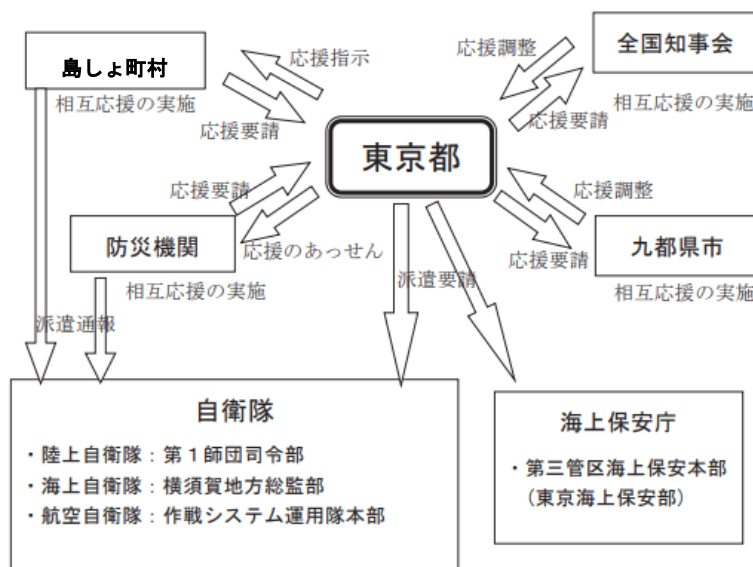 島しょ町村
応援指示
応援調整
全国知事会
相互応援の実施
応援要請
応援要請
相互応援の実施
東京都
応援要請
応援調整
防災機関
応援のあっせん
応援要請
九都県市
相互応援の実施
派遣要請
相互応援の実施
派遣通報
自衛隊
・陸上自衛隊：第１師団司令部
・海上自衛隊：横須賀地方総監部
・航空自衛隊：作戦システム運用隊本部
海上保安庁
・第三管区海上保安本部
（東京海上保安部）